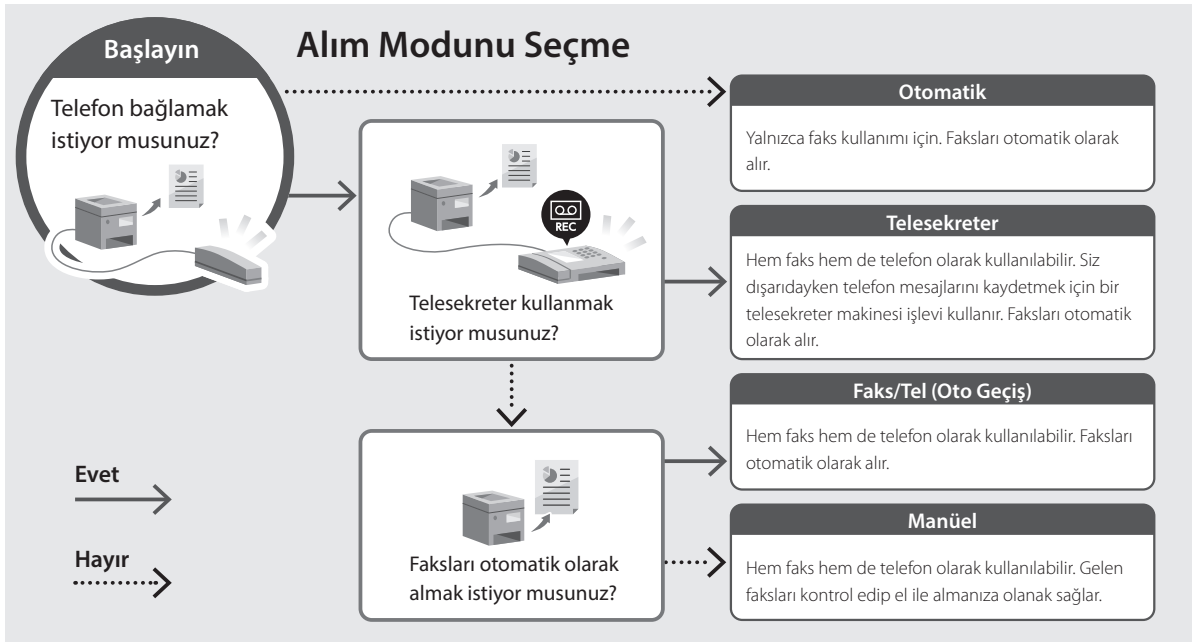 Alım Modunu Seçme
Başlayın
Telefon bağlamak
istiyor musunuz?
REC
Telesekreter kullanmak
istiyor musunuz?
Faksları otomatik olarak
almak istiyor musunuz?
Otomatik
Yalnızca faks kullanımı için. Faksları otomatik olarak
alır.
Telesekreter
Hem faks hem de telefon olarak kullanılabilir. Siz
dışarıdayken telefon mesajlarını kaydetmek için bir
telesekreter makinesi işlevi kullanır. Faksları otomatik
olarak alır.
Faks/Tel (Oto Geçiş)
Hem faks hem de telefon olarak kullanılabilir. Faksları
otomatik olarak alır.
Manüel
Hem faks hem de telefon olarak kullanılabilir. Gelen
faksları kontrol edip el ile almanıza olanak sağlar.
Evet
Hayır